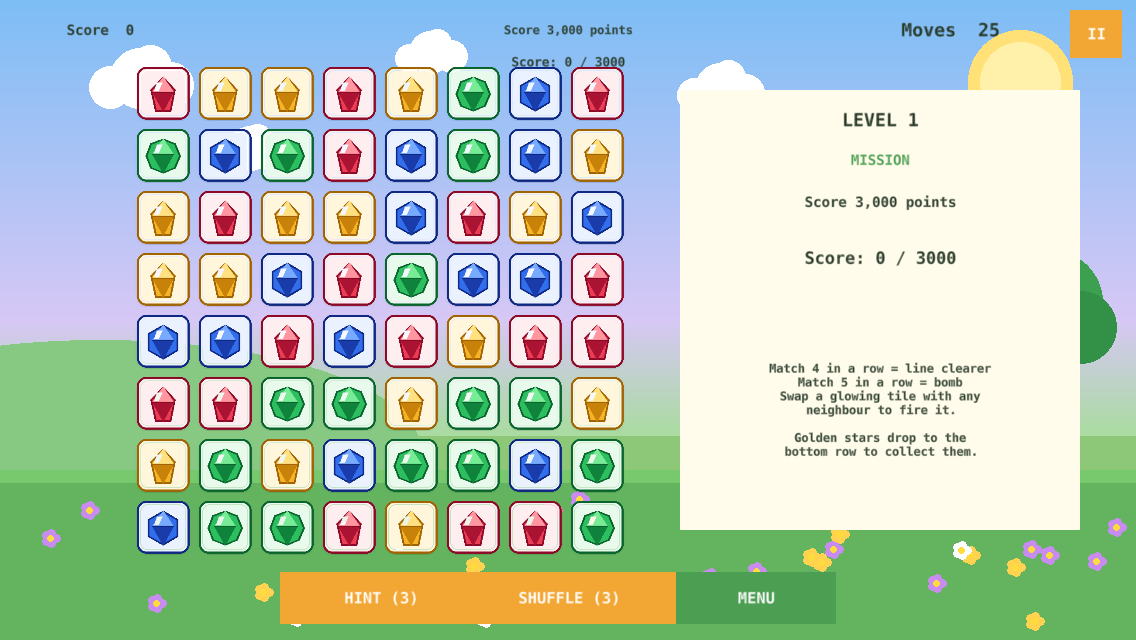 Score 0
Score 3,000 points
Moves 25
II
Score: 0 / 3000
LEVEL 1
MISSION
Score 3,000 points
Score: 0 / 3000
Match 4 in a row = line clearer
Match 5 in a row = bomb
Swap a glowing tile with any
neighbour to fire it.
Golden stars drop to the
bottom row to collect them.
HINT (3)
SHUFFLE (3)
MENU